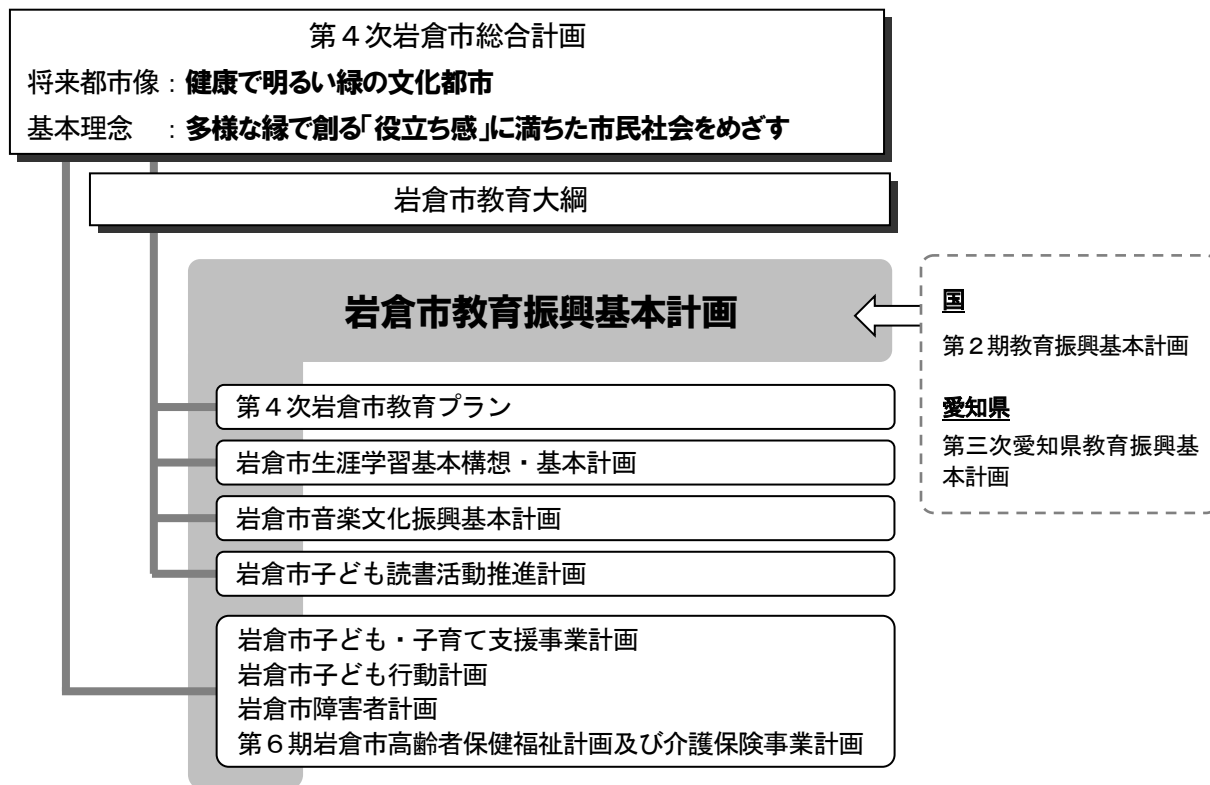 第４次岩倉市総合計画
将来都市像：健康で明るい緑の文化都市
基本理念　：多様な縁で創る「役立ち感」に満ちた市民社会をめざす
岩倉市教育大綱
岩倉市教育振興基本計画
国
第２期教育振興基本計画
愛知県
第三次愛知県教育振興基
本計画
第４次岩倉市教育プラン
岩倉市生涯学習基本構想・基本計画
岩倉市音楽文化振興基本計画
岩倉市子ども読書活動推進計画
岩倉市子ども・子育て支援事業計画
岩倉市子ども行動計画
岩倉市障害者計画
第６期岩倉市高齢者保健福祉計画及び介護保険事業計画